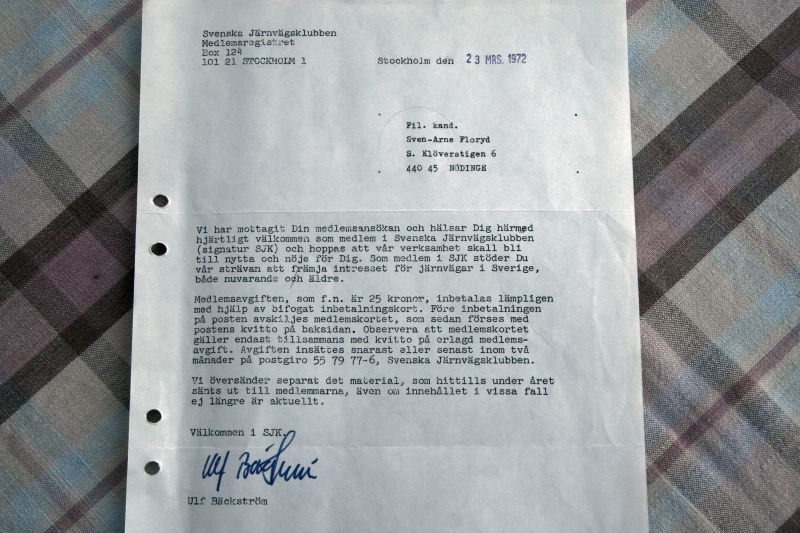 Svenska Järnvägsklubben
Medlemsregistret
Box 124
101 21 STOCKHOLM 1
Stockholm den 23 MRS. 1972
Fil. kand.
Sven-Arne Floryd
S. Klöverstigen 6
440 45 NÖDINGE
Vi har mottagit Din medlemsansökan och hälsar Dig härmed
hjärtligt välkommen som medlem i Svenska Järnvägsklubben
(signatur SJK) och hoppas att vår verksamhet skall bli
till nytta och nöje för Dig. Som medlem i SJK stöder Du
vår strävan att främja intresset för järnvägar i Sverige,
både nuvarande och äldre.
Medlemsavgiften, som f.n. är 25 kronor, inbetalas lämpligen
med hjälp av bifogat inbetalningskort. Före inbetalningen
på posten avskiljes medlemskortet, som sedan förses med
postens kvitto på baksidan. Observera att medlemskortet
gäller endast tillsammans med kvitto på erlagd medlems-
avgift. Avgiften insättes snarast eller senast inom två
månader på postgiro 55 79 77-6, Svenska Järnvägsklubben.
Vi översänder separat det material, som hittills under året
sänts ut till medlemmarna, även om innehållet i vissa fall
ej längre är aktuellt.
Välkommen i SJK.
Ulf Bäckström
Ulf Bäckström